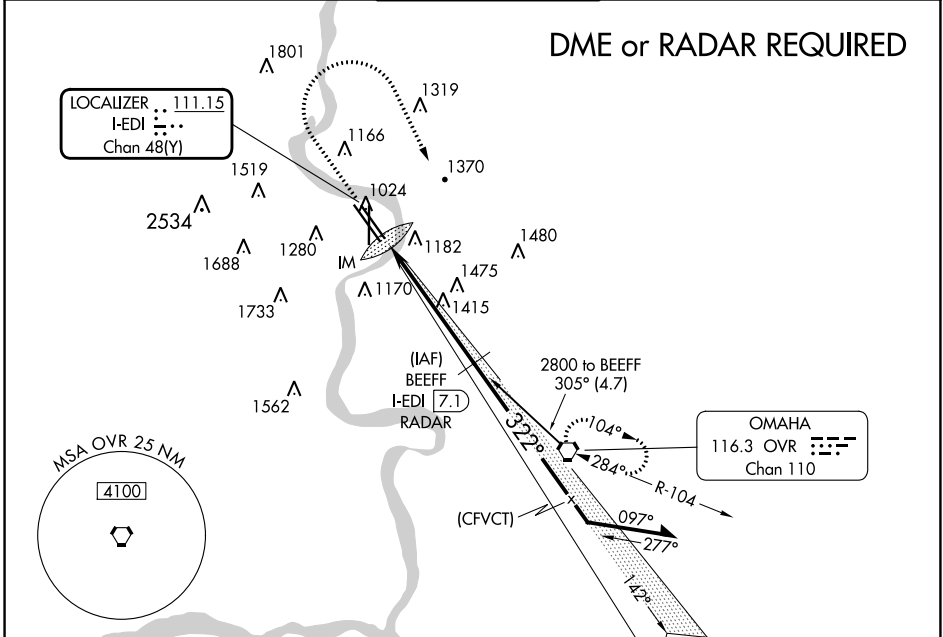 DME or RADAR REQUIRED
1801
1319
LOCALIZER 111.15
I-EDI
Chan 48(Y)
1166
1370
1519
1024
2534
1280
1182
1480
1688
IM
1475
1170
1415
1733
(IAF)
BEEFF
I-EDI 7.1
RADAR
2800 to BEEFF
305° (4.7)
1562
322°
104°
284°
OMAHA
116.3 OVR
Chan 110
MSA OVR 25 NM
4100
R-104
(CFVCT)
097°
277°
142°